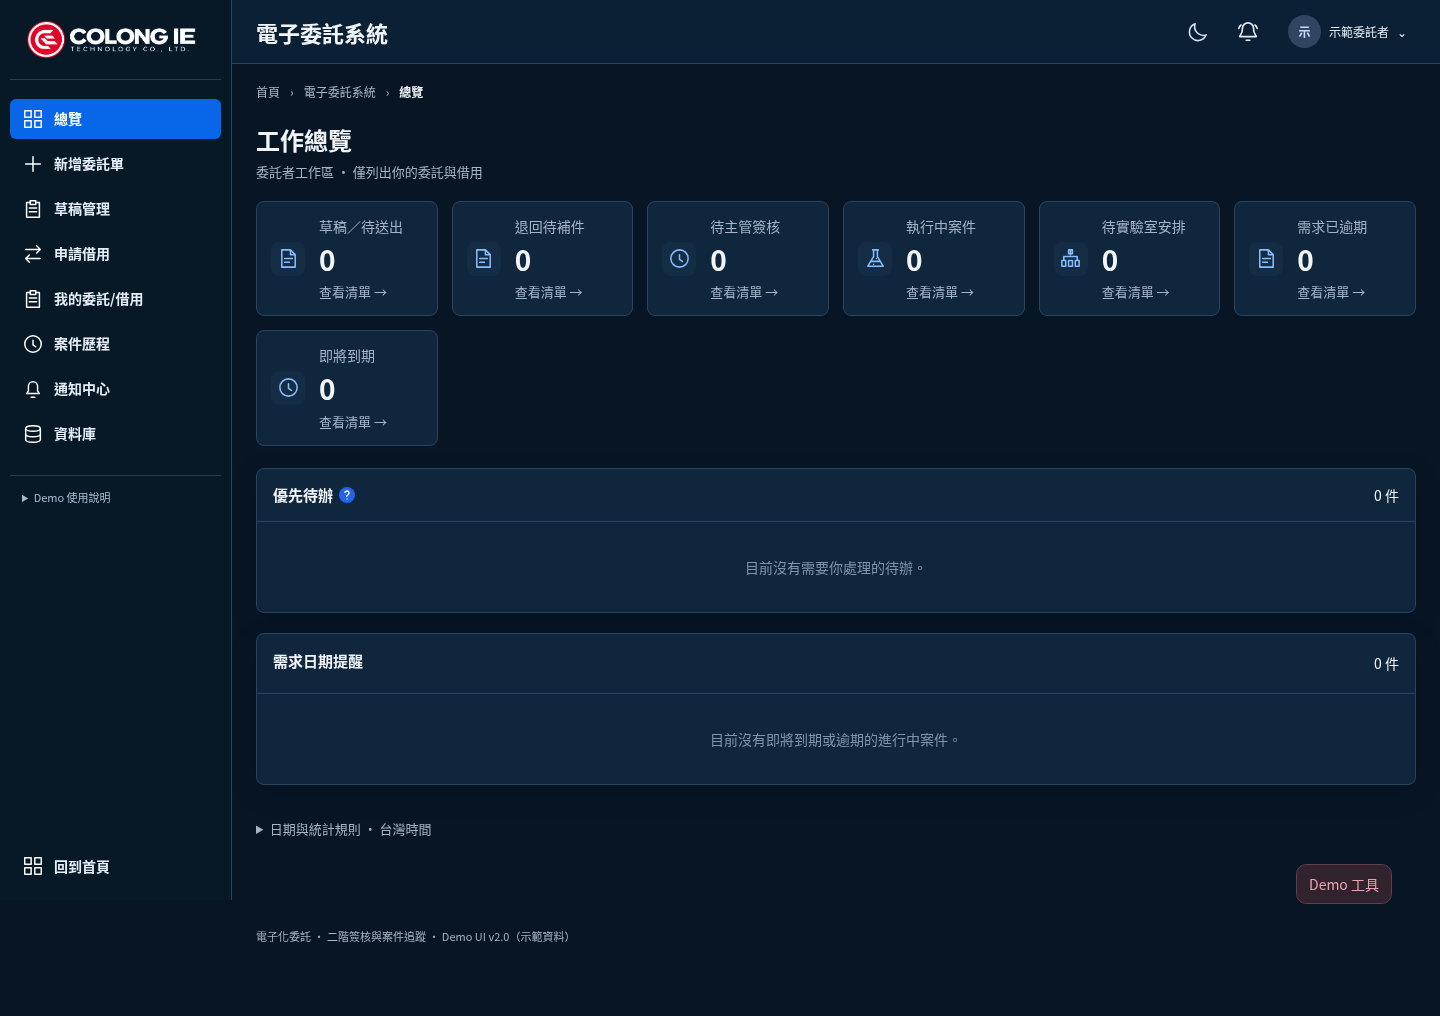 COLONG IE
TECHNOLOGY CO., LTD.
總覽
新增委託單
草稿管理
申請借用
我的委託/借用
案件歷程
通知中心
資料庫
Demo 使用說明
回到首頁
電子委託系統
示 示範委託者
首頁 › 電子委託系統 › 總覽
工作總覽
委託者工作區 • 僅列出你的委託與借用
草稿／待送出
0
查看清單→
退回待補件
0
查看清單→
待主管簽核
0
查看清單→
執行中案件
0
查看清單→
待實驗室安排
0
查看清單→
需求已逾期
0
查看清單→
即將到期
0
查看清單→
優先待辦 ? 0 件
目前沒有需要你處理的待辦。
需求日期提醒 0 件
目前沒有即將到期或逾期的進行中案件。
日期與統計規則 • 台灣時間
Demo 工具
電子化委託 • 二階簽核與案件追蹤 • Demo UI v2.0（示範資料）